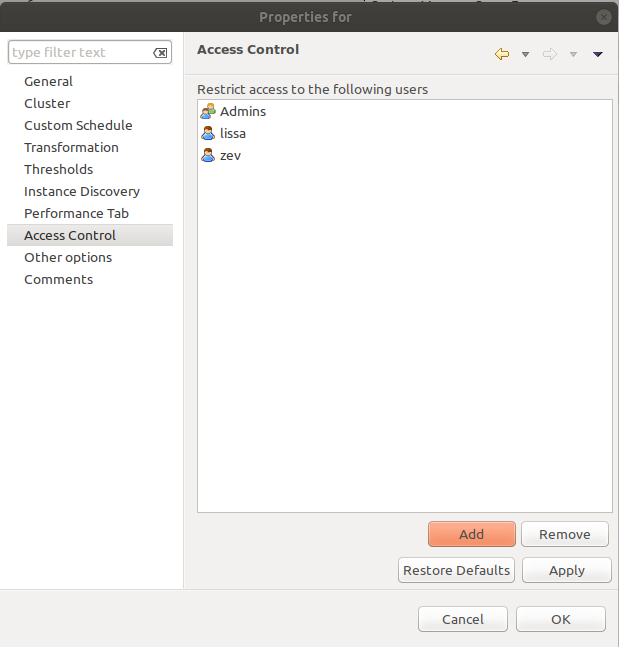 Properties for
type filter text
General
Cluster
Custom Schedule
Transformation
Thresholds
Instance Discovery
Performance Tab
Access Control
Other options
Comments
Access Control
Restrict access to the following users
Admins
lissa
zev
Add
Remove
Restore Defaults
Apply
Cancel
OK